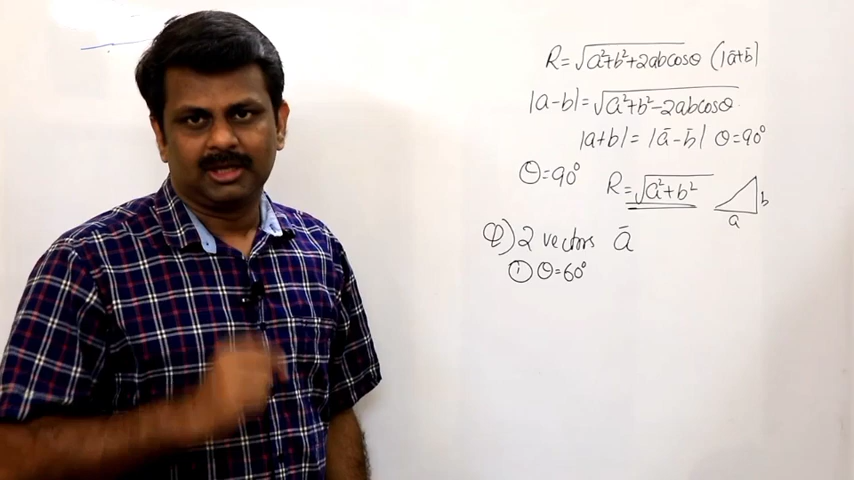 R = √a²+b²+2abcosθ (|ā+b̄|
|a-b| = √a²+b²-2abcosθ
|a+b| = |ā-b̄| θ=90°
θ=90° R = √a²+b² b
a
Q) 2 vectors ā
① θ=60°